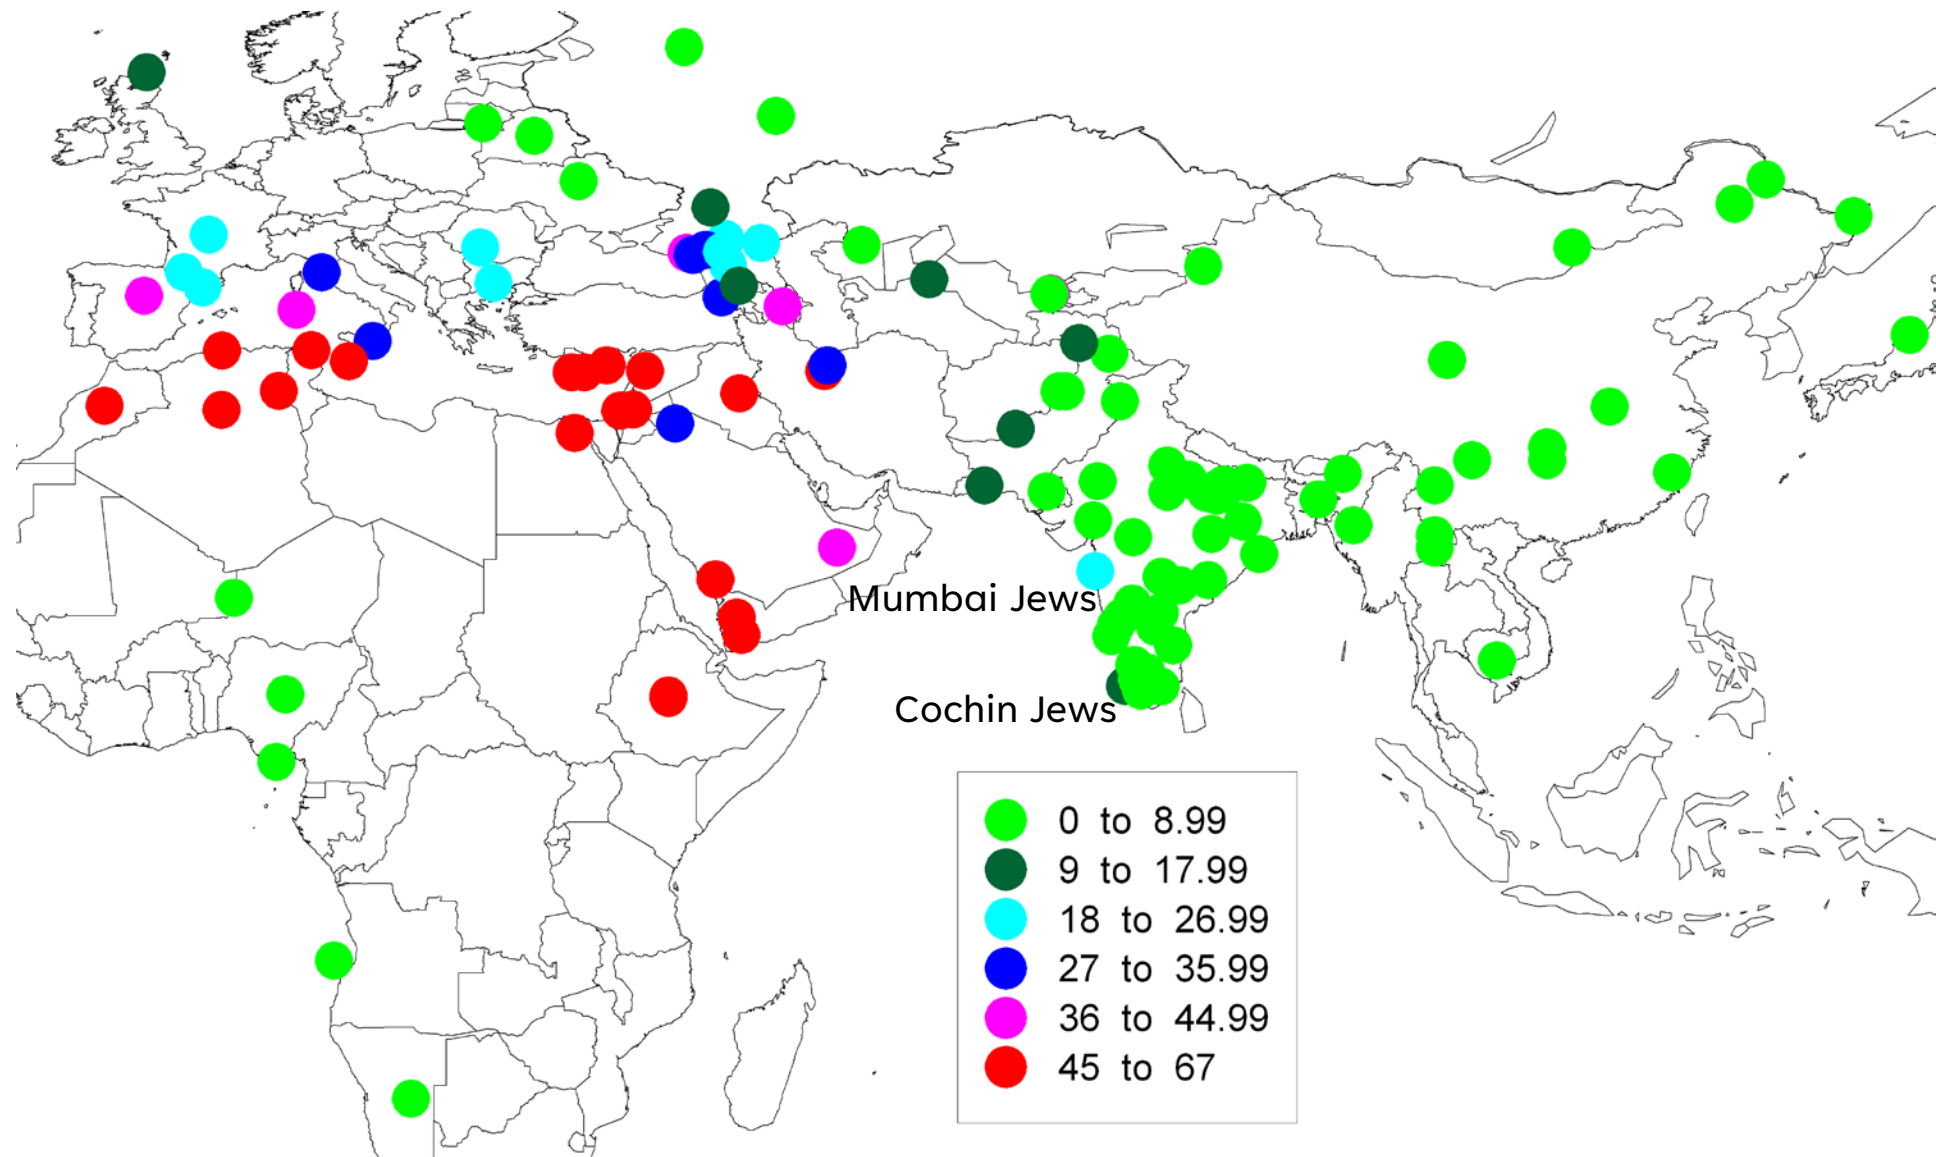 Mumbai Jews
Cochin Jews
0 to 8.99
9 to 17.99
18 to 26.99
27 to 35.99
36 to 44.99
45 to 67